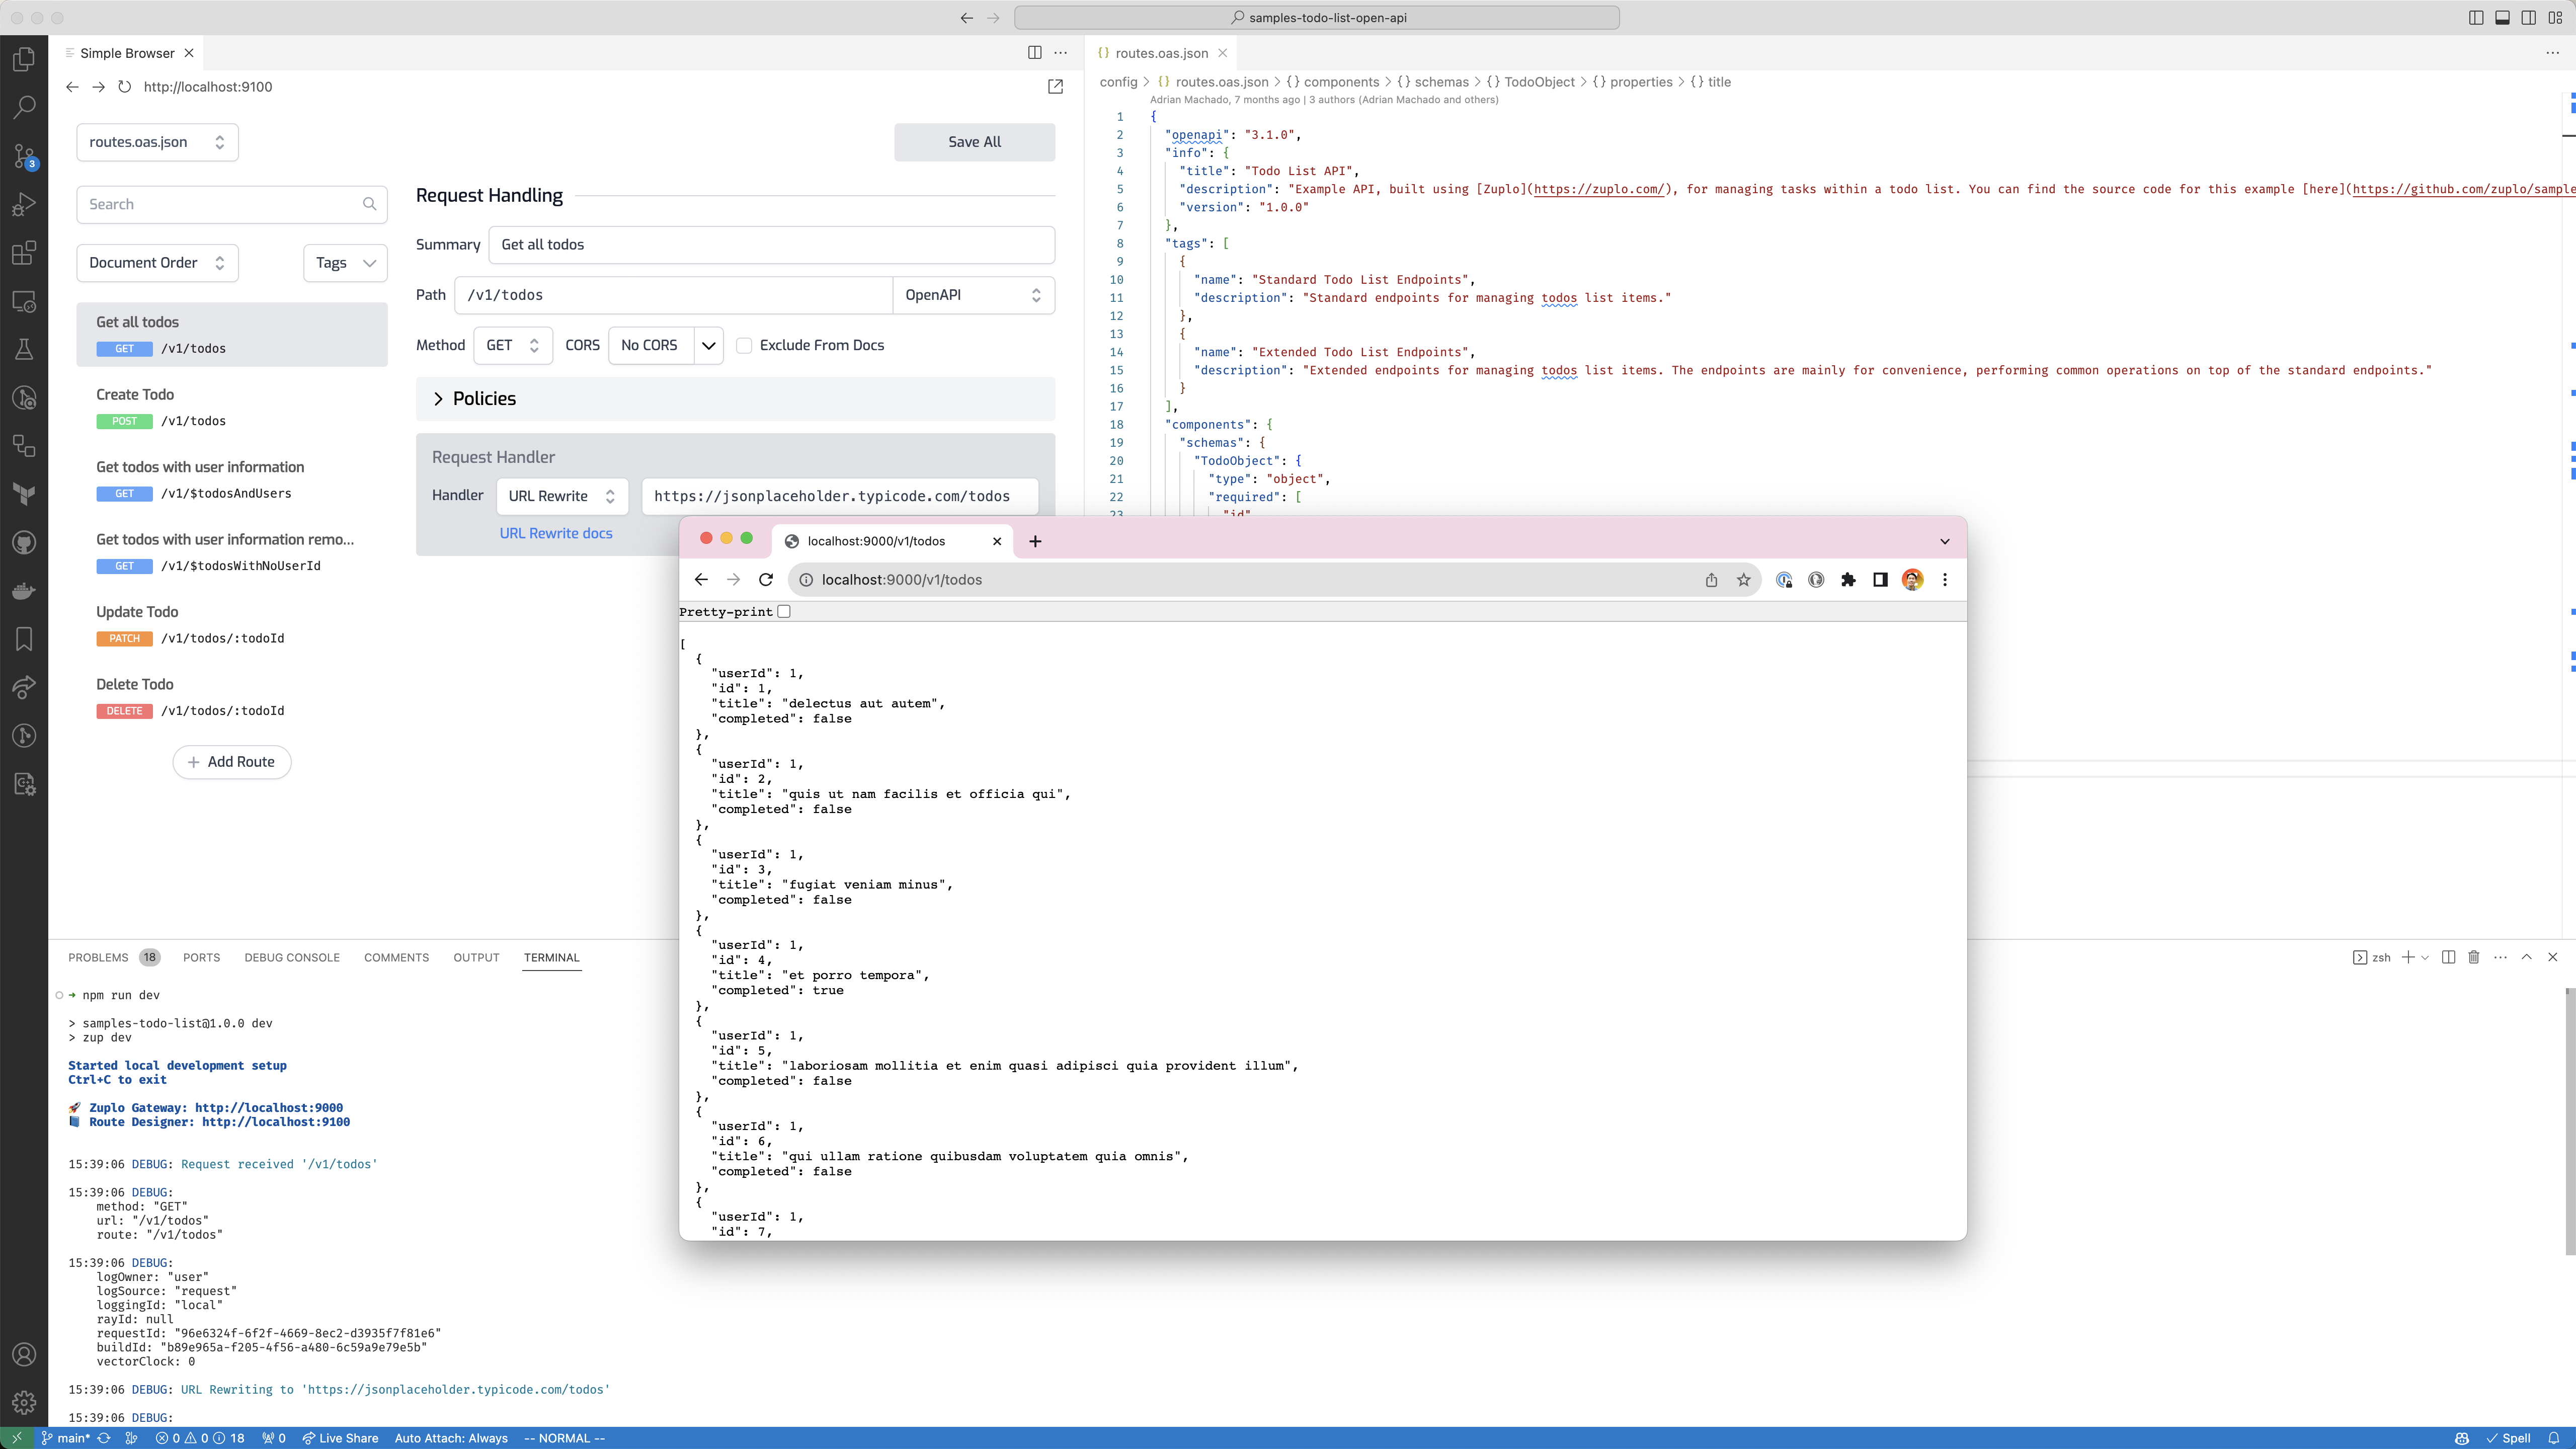 samples-todo-list-open-api
Simple Browser
http://localhost:9100
routes.oas.json
Save All
Search
Document Order
Tags
Get all todos
GET /v1/todos
Create Todo
POST /v1/todos
Get todos with user information
GET /v1/$todosAndUsers
Get todos with user information remo...
GET /v1/$todosWithNoUserId
Update Todo
PATCH /v1/todos/:todoId
Delete Todo
DELETE /v1/todos/:todoId
+ Add Route
Request Handling
Summary Get all todos
Path /v1/todos OpenAPI
Method GET CORS No CORS Exclude From Docs
Policies
Request Handler
Handler URL Rewrite https://jsonplaceholder.typicode.com/todos
URL Rewrite docs
{} routes.oas.json
config > {} routes.oas.json > {} components > {} schemas > {} TodoObject > {} properties > {} title
Adrian Machado, 7 months ago | 3 authors (Adrian Machado and others)
1 {
2 "openapi": "3.1.0",
3 "info": {
4 "title": "Todo List API",
5 "description": "Example API, built using [Zuplo](https://zuplo.com/), for managing tasks within a todo list. You can find the source code for this example [here](https://github.com/zuplo/sample
6 "version": "1.0.0"
7 },
8 "tags": [
9 {
10 "name": "Standard Todo List Endpoints",
11 "description": "Standard endpoints for managing todos list items."
12 },
13 {
14 "name": "Extended Todo List Endpoints",
15 "description": "Extended endpoints for managing todos list items. The endpoints are mainly for convenience, performing common operations on top of the standard endpoints."
16 }
17 ],
18 "components": {
19 "schemas": {
20 "TodoObject": {
21 "type": "object",
22 "required": [
23 "id"
localhost:9000/v1/todos
localhost:9000/v1/todos
Pretty-print
[
{
"userId": 1,
"id": 1,
"title": "delectus aut autem",
"completed": false
},
{
"userId": 1,
"id": 2,
"title": "quis ut nam facilis et officia qui",
"completed": false
},
{
"userId": 1,
"id": 3,
"title": "fugiat veniam minus",
"completed": false
},
{
"userId": 1,
"id": 4,
"title": "et porro tempora",
"completed": true
},
{
"userId": 1,
"id": 5,
"title": "laboriosam mollitia et enim quasi adipisci quia provident illum",
"completed": false
},
{
"userId": 1,
"id": 6,
"title": "qui ullam ratione quibusdam voluptatem quia omnis",
"completed": false
},
{
"userId": 1,
"id": 7,
PROBLEMS 18 PORTS DEBUG CONSOLE COMMENTS OUTPUT TERMINAL
zsh
→ npm run dev
> samples-todo-list@1.0.0 dev
> zup dev
Started local development setup
Ctrl+C to exit
🚀 Zuplo Gateway: http://localhost:9000
📘 Route Designer: http://localhost:9100
15:39:06 DEBUG: Request received '/v1/todos'
15:39:06 DEBUG:
method: "GET"
url: "/v1/todos"
route: "/v1/todos"
15:39:06 DEBUG:
logOwner: "user"
logSource: "request"
loggingId: "local"
rayId: null
requestId: "96e6324f-6f2f-4669-8ec2-d3935f7f81e6"
buildId: "b89e965a-f205-4f56-a480-6c59a9e79e5b"
vectorClock: 0
15:39:06 DEBUG: URL Rewriting to 'https://jsonplaceholder.typicode.com/todos'
15:39:06 DEBUG:
3
main* 0 0 18 0 Live Share Auto Attach: Always -- NORMAL -- Spell